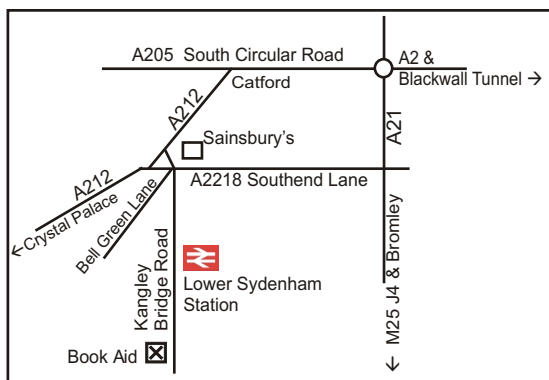 A205  South Circular Road
A2 &
Blackwall Tunnel →
Catford
A212
A21
Sainsbury's
A212
A2218 Southend Lane
← Crystal Palace
Bell Green Lane
Kangley
Bridge Road
Lower Sydenham
Station
← M25 J4 & Bromley
Book Aid